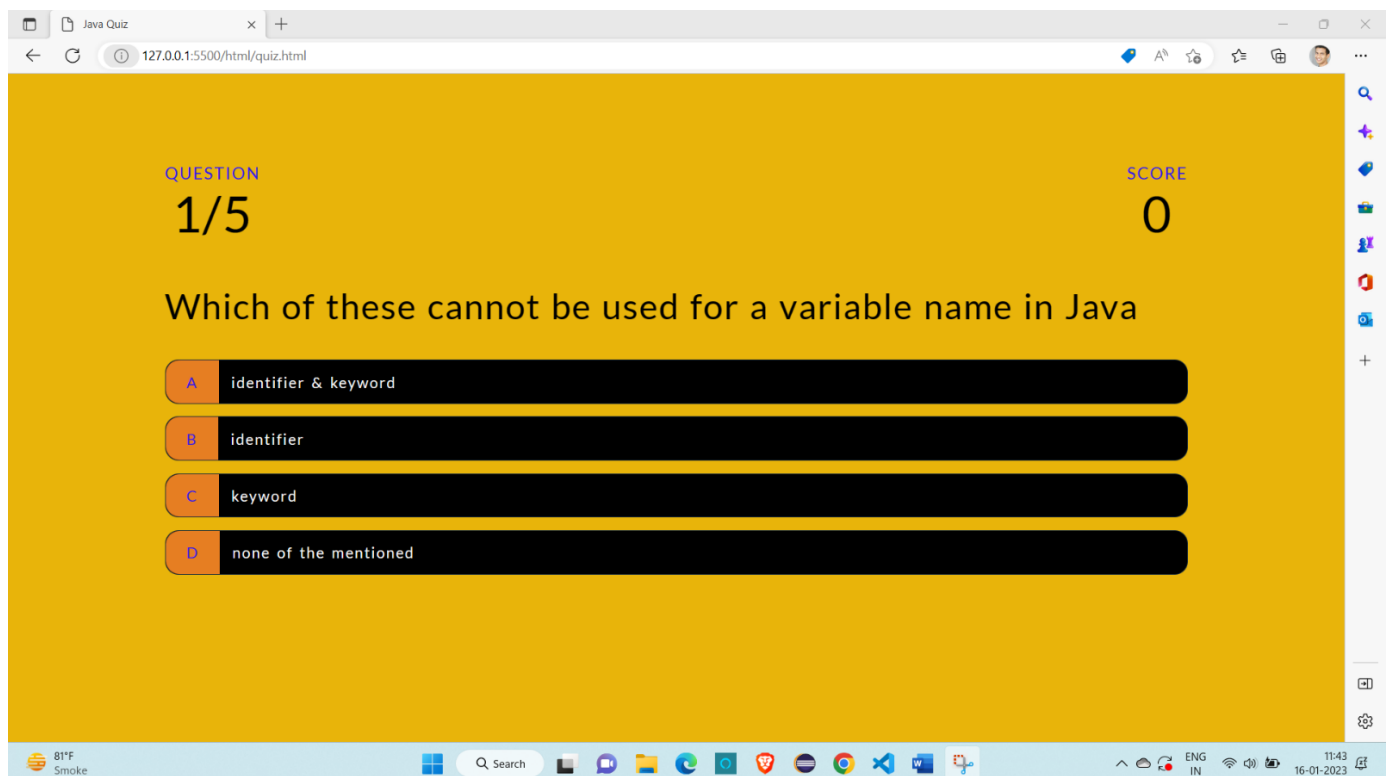 Java Quiz
127.0.0.1:5500/html/quiz.html
QUESTION
SCORE
1/5
0
Which of these cannot be used for a variable name in Java
A identifier & keyword
B identifier
C keyword
D none of the mentioned
81°F
Smoke
Search
ENG
IN
11:43
16-01-2023